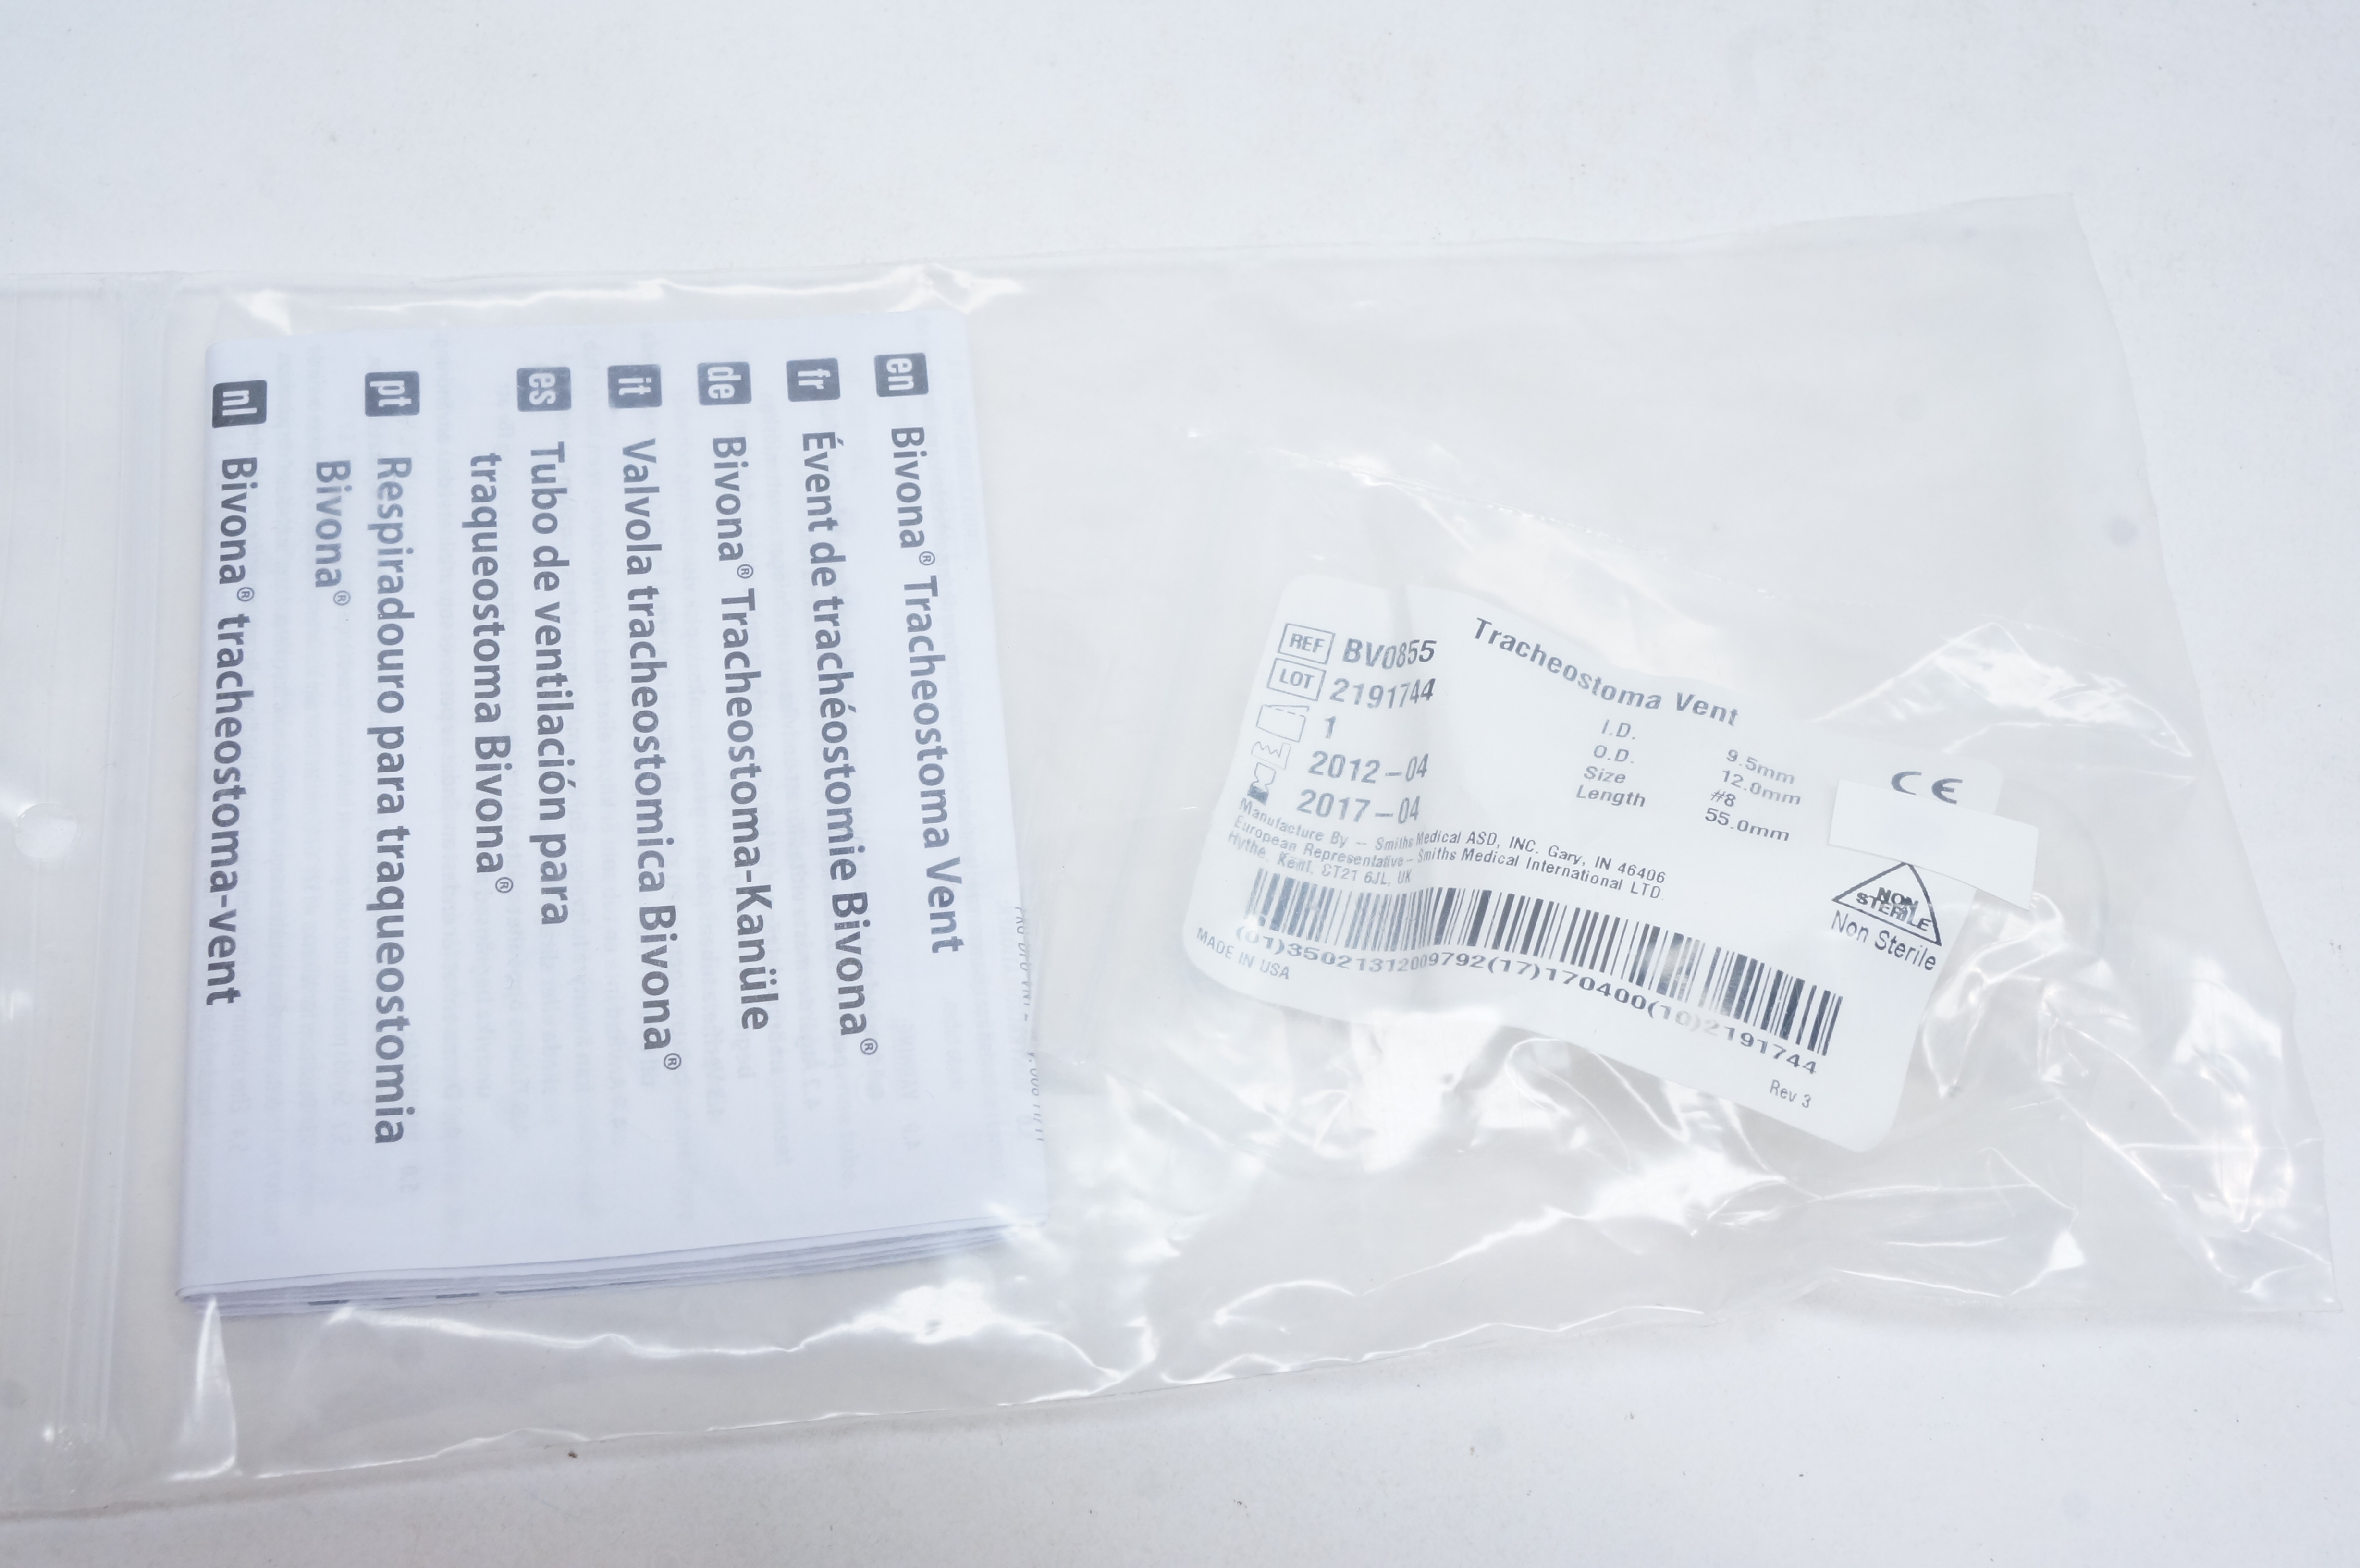 en Bivona® Tracheostoma Vent
fr Évent de trachéostomie Bivona®
de Bivona® Tracheostoma-Kanüle
it Valvola tracheostomica Bivona®
es Tubo de ventilación para
traqueostoma Bivona®
pt Respiradouro para traqueostomia
Bivona®
nl Bivona® tracheostoma-vent
Tracheostoma Vent
REF BV0855
LOT 2191744
1
2012-04
2017-04
I.D. 9.5mm
O.D. 12.0mm
Size #8
Length 55.0mm
CE
Manufacture By - Smiths Medical ASD, INC. Gary, IN 46406
European Representative- Smiths Medical International LTD.
Hythe, Kent, CT21 6JL, UK
NON
STERILE
Non Sterile
(01)35021312009792(17)170400(10)2191744
MADE IN USA
Rev 3